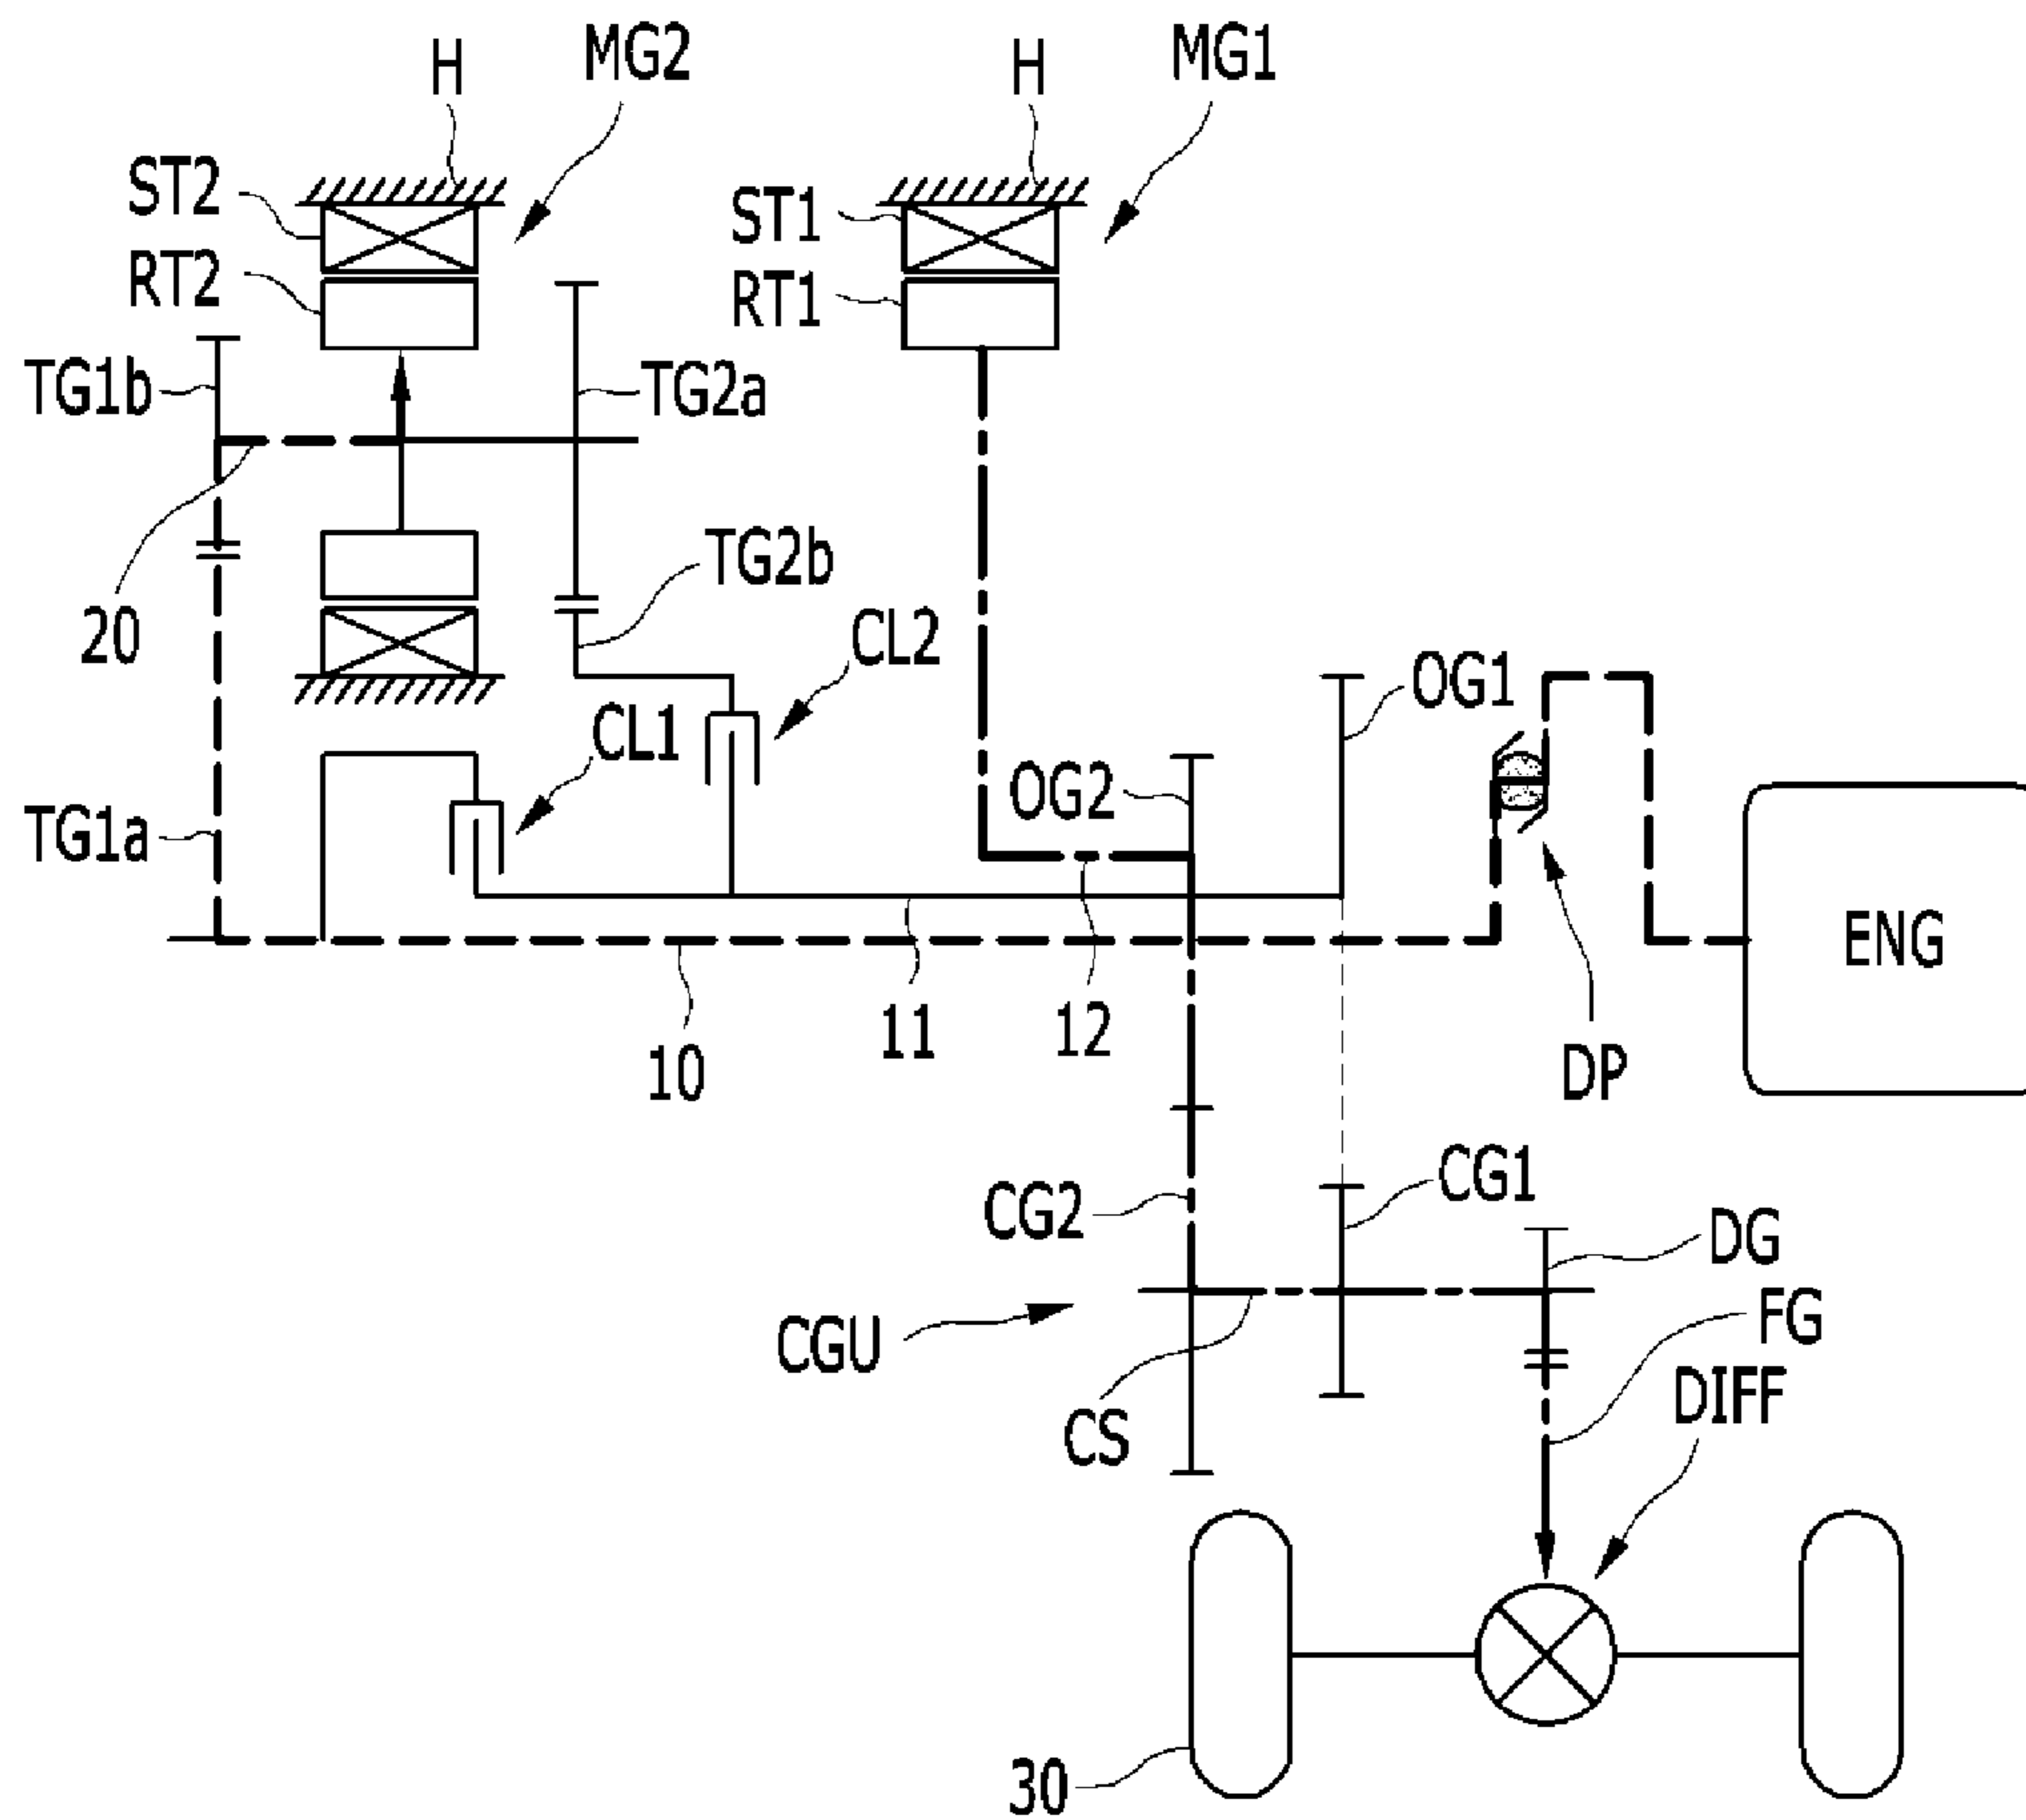 H
MG2
H
MG1
ST2
ST1
RT2
RT1
TG1b
TG2a
TG2b
20
CL2
OG1
CL1
OG2
TG1a
ENG
10
11
12
DP
CG2
CG1
DG
CGU
FG
CS
DIFF
30